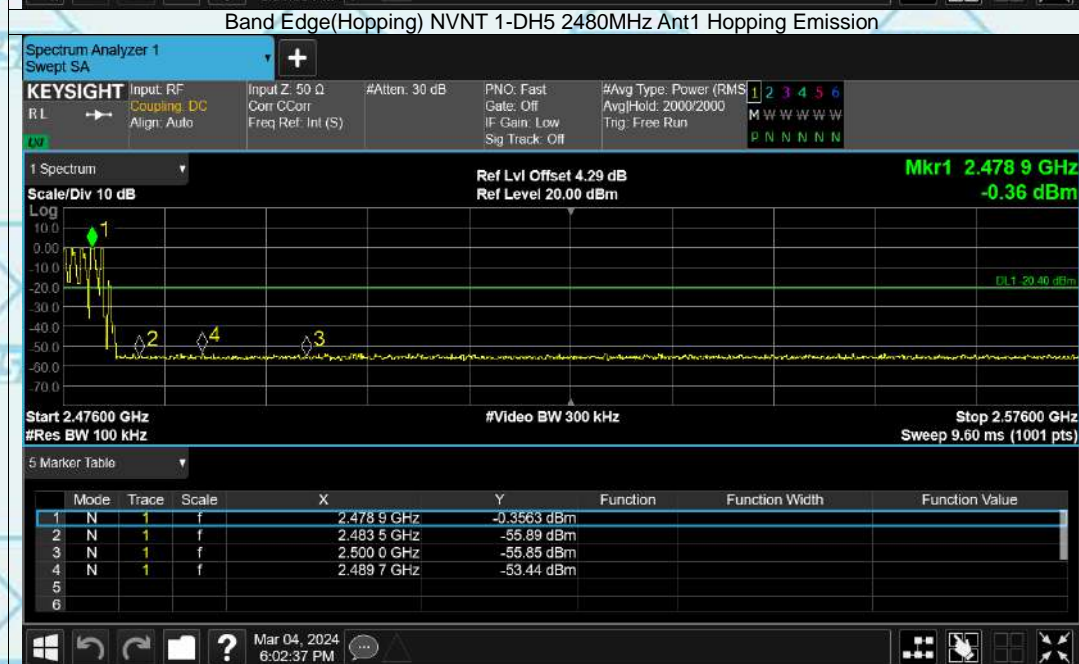 Band Edge(Hopping) NVNT 1-DH5 2480MHz Ant1 Hopping Emission
Spectrum Analyzer 1
Swept SA
+
KEYSIGHT Input: RF Input Z: 50 Ω #Atten: 30 dB PNO: Fast #Avg Type: Power (RMS 1 2 3 4 5 6
RL Coupling: DC Corr CCorr Gate: Off Avg|Hold: 2000/2000 M W W W W W
Align: Auto Freq Ref: Int (S) IF Gain: Low Trig: Free Run
LXI Sig Track: Off P N N N N N
1 Spectrum Ref Lvl Offset 4.29 dB Mkr1 2.478 9 GHz
Scale/Div 10 dB Ref Level 20.00 dBm -0.36 dBm
Log
10.0 1
0.00
-10.0
-20.0 DL1 -20.40 dBm
-30.0
-40.0
-50.0 2 4 3
-60.0
-70.0
Start 2.47600 GHz #Video BW 300 kHz Stop 2.57600 GHz
#Res BW 100 kHz Sweep 9.60 ms (1001 pts)
5 Marker Table
Mode Trace Scale X Y Function Function Width Function Value
1 N 1 f 2.478 9 GHz -0.3563 dBm
2 N 1 f 2.483 5 GHz -55.89 dBm
3 N 1 f 2.500 0 GHz -55.85 dBm
4 N 1 f 2.489 7 GHz -53.44 dBm
5
6
? Mar 04, 2024
6:02:37 PM